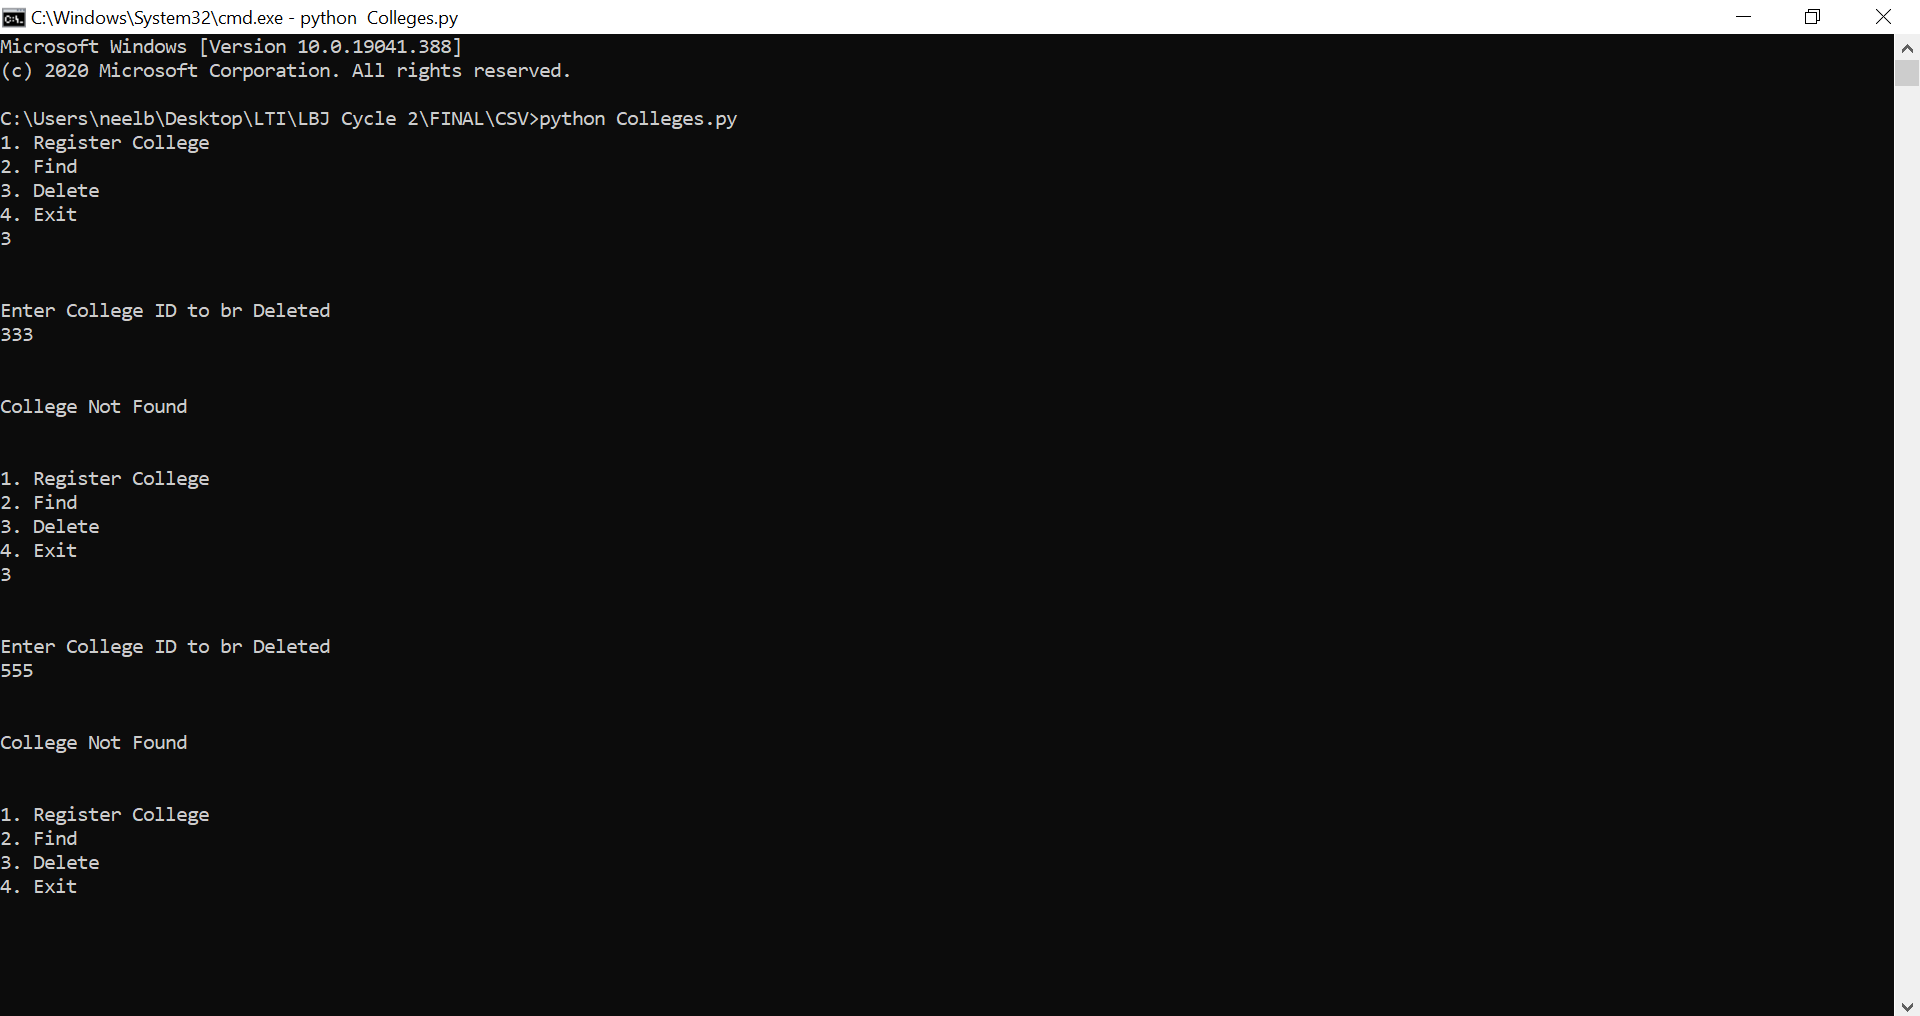 C:\Windows\System32\cmd.exe - python  Colleges.py
Microsoft Windows [Version 10.0.19041.388]
(c) 2020 Microsoft Corporation. All rights reserved.
C:\Users\neelb\Desktop\LTI\LBJ Cycle 2\FINAL\CSV>python Colleges.py
1. Register College
2. Find
3. Delete
4. Exit
3
Enter College ID to br Deleted
333
College Not Found
1. Register College
2. Find
3. Delete
4. Exit
3
Enter College ID to br Deleted
555
College Not Found
1. Register College
2. Find
3. Delete
4. Exit